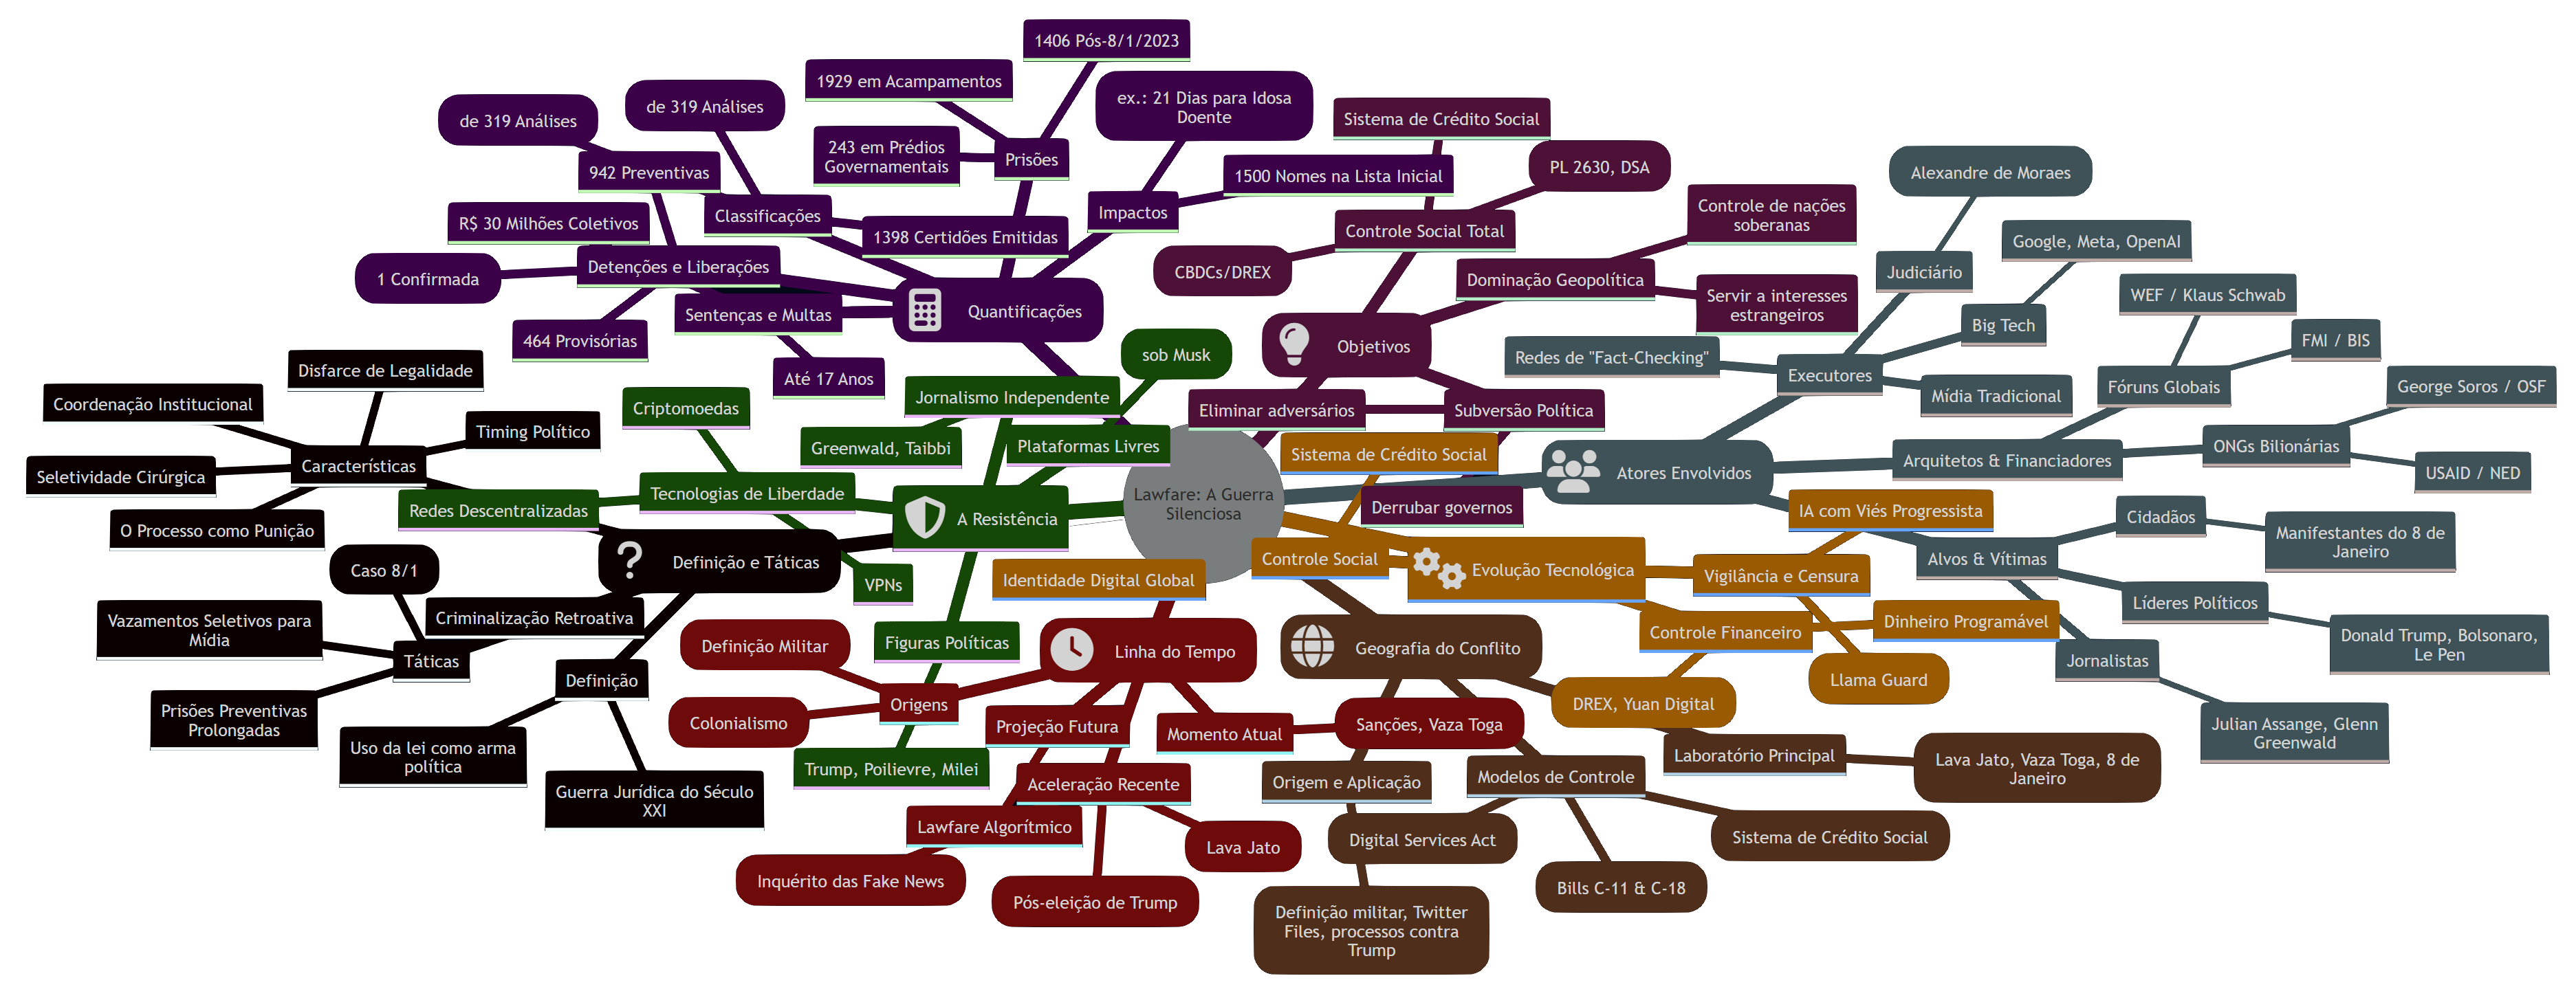 1406 Pós-8/1/2023
1929 em Acampamentos
ex.: 21 Dias para Idosa
Doente
de 319 Análises
de 319 Análises
243 em Prédios
Governamentais
Prisões
942 Preventivas
1500 Nomes na Lista Inicial
Impactos
Classificações
R$ 30 Milhões Coletivos
1398 Certidões Emitidas
Detenções e Liberações
1 Confirmada
Sentenças e Multas
464 Provisórias
Até 17 Anos
Quantificações
Sistema de Crédito Social
PL 2630, DSA
Controle Social Total
CBDCs/DREX
Controle de nações
soberanas
Dominação Geopolítica
Servir a interesses
estrangeiros
Objetivos
Eliminar adversários
Subversão Política
Derrubar governos
Alexandre de Moraes
Google, Meta, OpenAI
Judiciário
WEF / Klaus Schwab
Big Tech
FMI / BIS
Redes de "Fact-Checking"
Executores
Mídia Tradicional
Fóruns Globais
George Soros / OSF
ONGs Bilionárias
Arquitetos & Financiadores
USAID / NED
Atores Envolvidos
Cidadãos
Manifestantes do 8 de
Janeiro
Alvos & Vítimas
Líderes Políticos
Donald Trump, Bolsonaro,
Le Pen
Jornalistas
Julian Assange, Glenn
Greenwald
Disfarce de Legalidade
Coordenação Institucional
Timing Político
Características
Seletividade Cirúrgica
O Processo como Punição
Definição e Táticas
Caso 8/1
Criminalização Retroativa
Vazamentos Seletivos para
Mídia
Táticas
Prisões Preventivas
Prolongadas
Definição
Uso da lei como arma
política
Guerra Jurídica do Século
XXI
sob Musk
Jornalismo Independente
Criptomoedas
Greenwald, Taibbi
Plataformas Livres
Tecnologias de Liberdade
Redes Descentralizadas
A Resistência
VPNs
Figuras Políticas
Trump, Poilievre, Milei
Lawfare: A Guerra
Silenciosa
Sistema de Crédito Social
IA com Viés Progressista
Controle Social
Evolução Tecnológica
Vigilância e Censura
Identidade Digital Global
Controle Financeiro
Dinheiro Programável
Llama Guard
DREX, Yuan Digital
Definição Militar
Linha do Tempo
Origens
Colonialismo
Projeção Futura
Momento Atual
Sanções, Vaza Toga
Aceleração Recente
Lawfare Algorítmico
Lava Jato
Inquérito das Fake News
Pós-eleição de Trump
Geografia do Conflito
Laboratório Principal
Lava Jato, Vaza Toga, 8 de
Janeiro
Origem e Aplicação
Modelos de Controle
Digital Services Act
Sistema de Crédito Social
Bills C-11 & C-18
Definição militar, Twitter
Files, processos contra
Trump